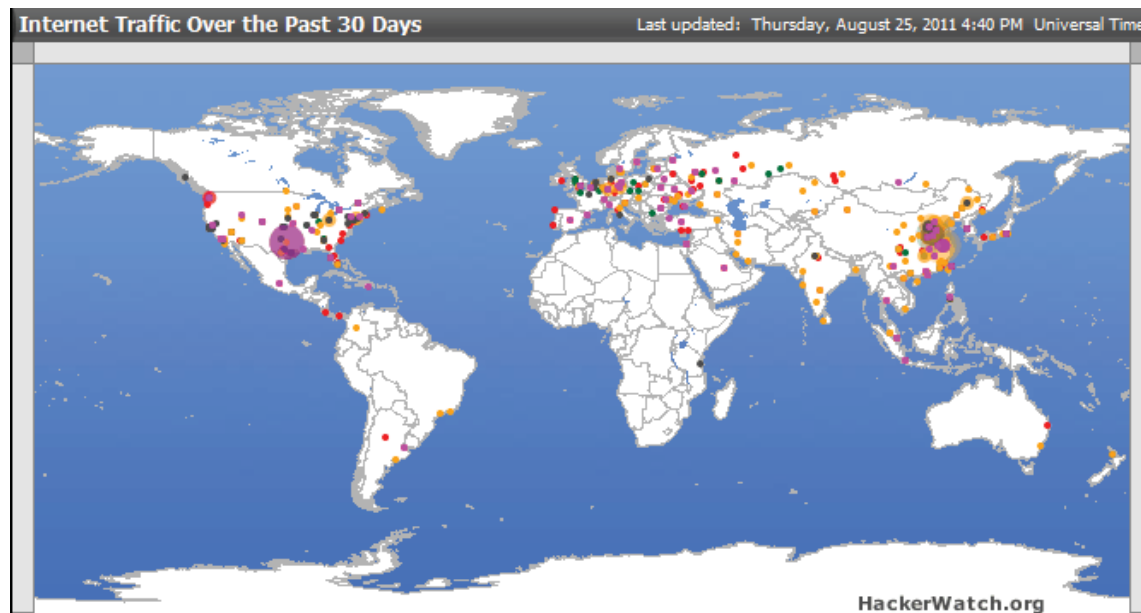 Internet Traffic Over the Past 30 Days
Last updated: Thursday, August 25, 2011 4:40 PM Universal Time
HackerWatch.org